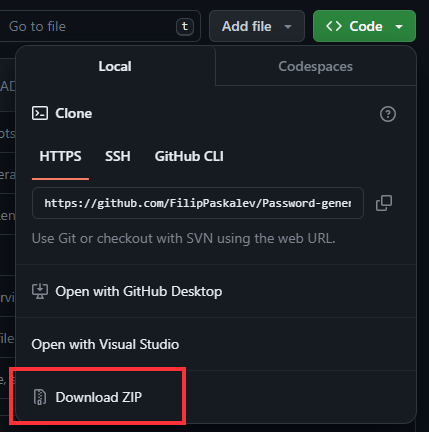 Go to file t Add file <> Code
Local Codespaces
Clone
HTTPS SSH GitHub CLI
https://github.com/FilipPaskalev/Password-gener
Use Git or checkout with SVN using the web URL.
Open with GitHub Desktop
Open with Visual Studio
Download ZIP